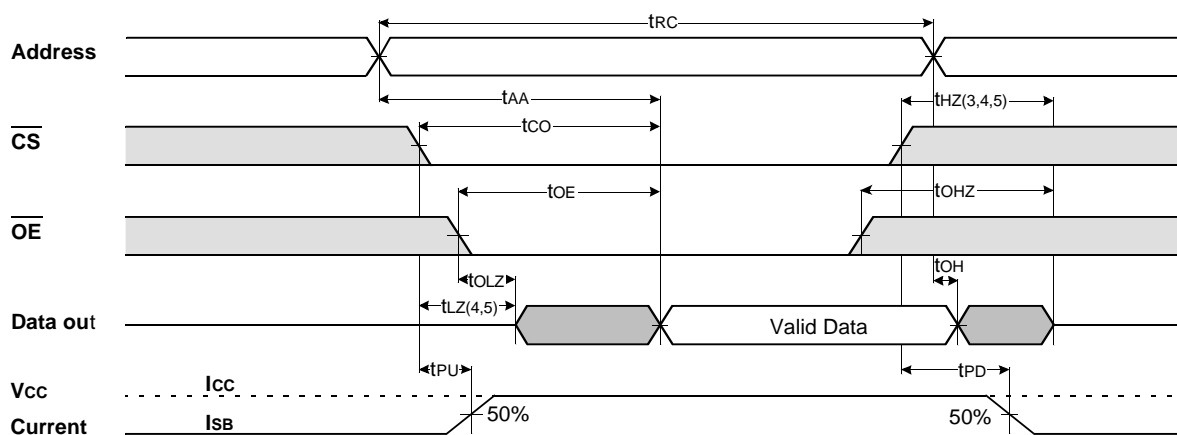 tRC
Address
tAA
tHZ(3,4,5)
tCO
CS
tOE
tOHZ
OE
tOH
tOLZ
tLZ(4,5)
Data out
Valid Data
tPU
tPD
VCC
ICC
50%
50%
Current
ISB